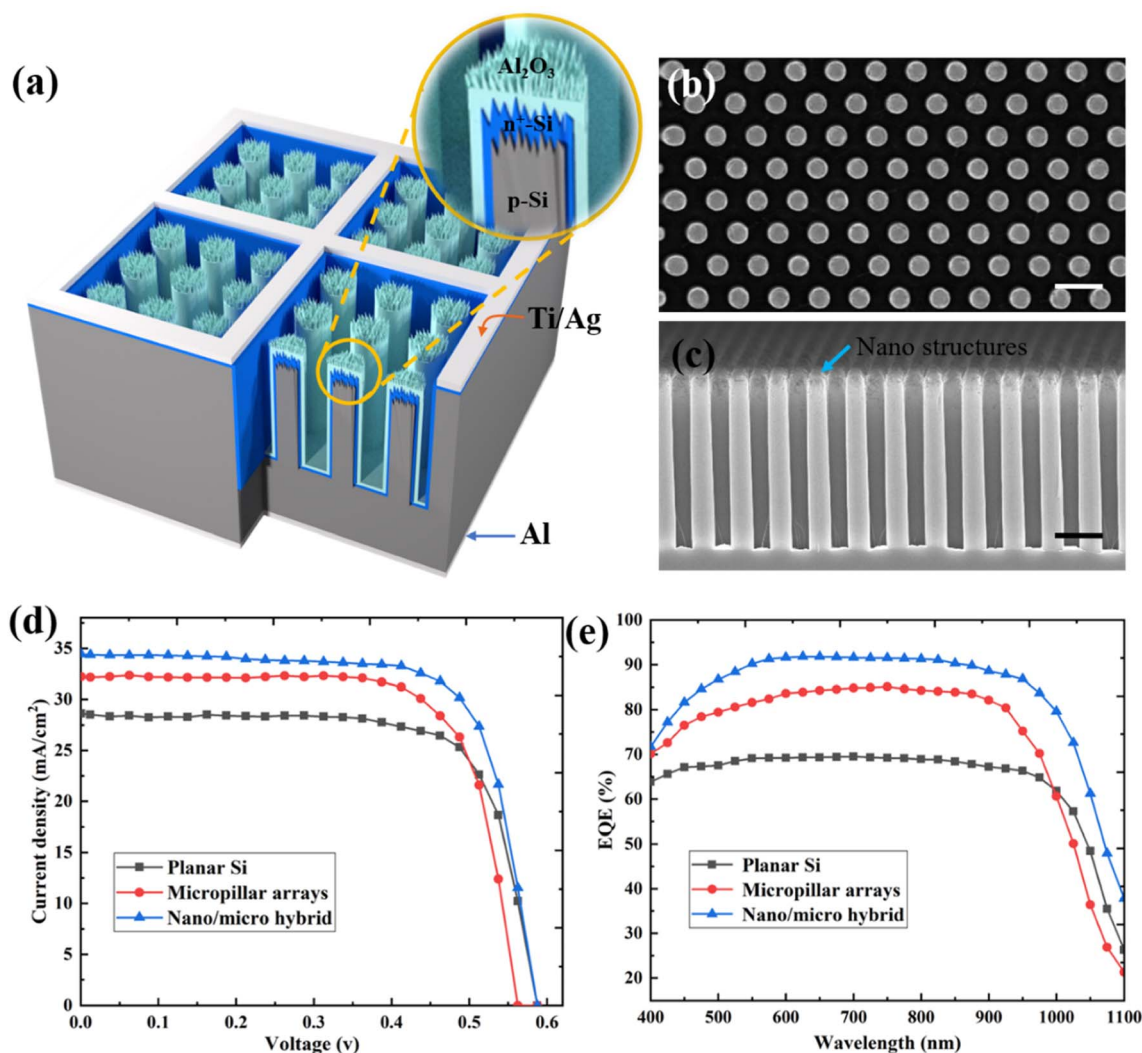 (a)
Al₂O₃
n⁺-Si
p-Si
Ti/Ag
Al
(b)
(c)
Nano structures
(d)
Current density (mA/cm²)
35
30
25
20
15
10
5
0
Planar Si
Micropillar arrays
Nano/micro hybrid
0.0
0.1
0.2
0.3
0.4
0.5
0.6
Voltage (v)
(e)
EQE (%)
100
90
80
70
60
50
40
30
20
Planar Si
Micropillar arrays
Nano/micro hybrid
400
500
600
700
800
900
1000
1100
Wavelength (nm)